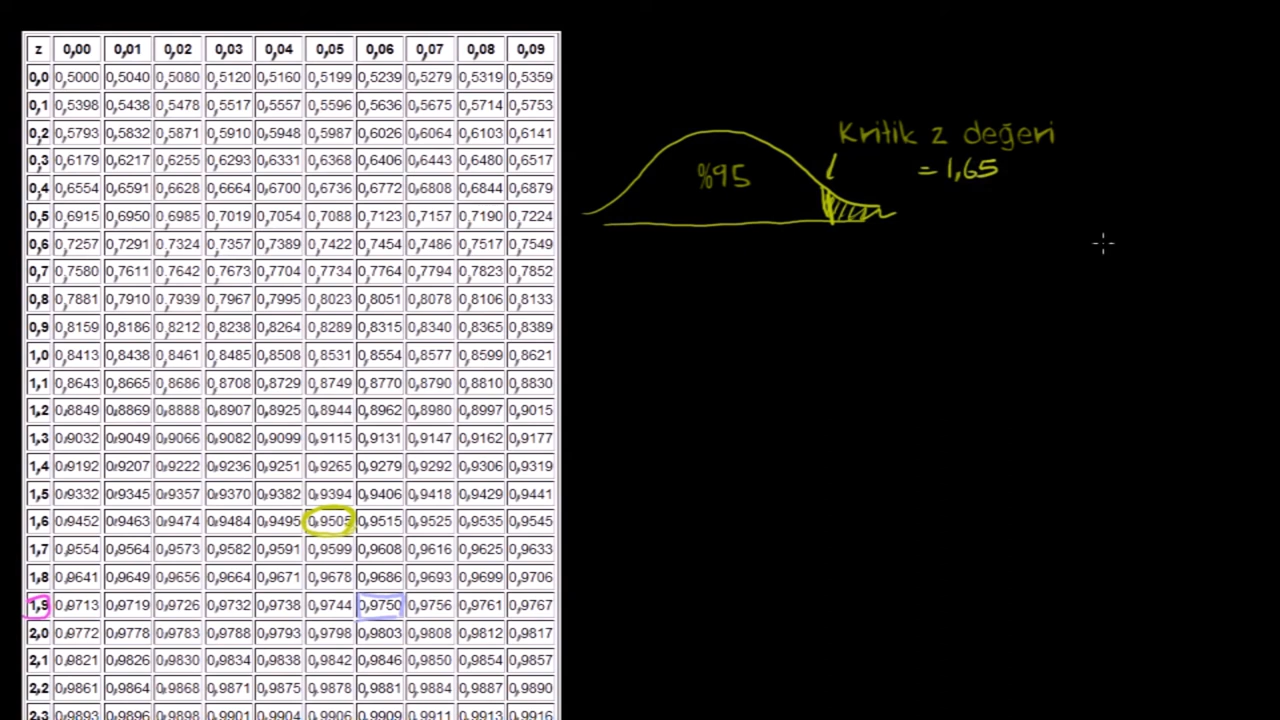 z 0,00 0,01 0,02 0,03 0,04 0,05 0,06 0,07 0,08 0,09
0,0 0,5000 0,5040 0,5080 0,5120 0,5160 0,5199 0,5239 0,5279 0,5319 0,5359
0,1 0,5398 0,5438 0,5478 0,5517 0,5557 0,5596 0,5636 0,5675 0,5714 0,5753
0,2 0,5793 0,5832 0,5871 0,5910 0,5948 0,5987 0,6026 0,6064 0,6103 0,6141
0,3 0,6179 0,6217 0,6255 0,6293 0,6331 0,6368 0,6406 0,6443 0,6480 0,6517
0,4 0,6554 0,6591 0,6628 0,6664 0,6700 0,6736 0,6772 0,6808 0,6844 0,6879
0,5 0,6915 0,6950 0,6985 0,7019 0,7054 0,7088 0,7123 0,7157 0,7190 0,7224
0,6 0,7257 0,7291 0,7324 0,7357 0,7389 0,7422 0,7454 0,7486 0,7517 0,7549
0,7 0,7580 0,7611 0,7642 0,7673 0,7704 0,7734 0,7764 0,7794 0,7823 0,7852
0,8 0,7881 0,7910 0,7939 0,7967 0,7995 0,8023 0,8051 0,8078 0,8106 0,8133
0,9 0,8159 0,8186 0,8212 0,8238 0,8264 0,8289 0,8315 0,8340 0,8365 0,8389
1,0 0,8413 0,8438 0,8461 0,8485 0,8508 0,8531 0,8554 0,8577 0,8599 0,8621
1,1 0,8643 0,8665 0,8686 0,8708 0,8729 0,8749 0,8770 0,8790 0,8810 0,8830
1,2 0,8849 0,8869 0,8888 0,8907 0,8925 0,8944 0,8962 0,8980 0,8997 0,9015
1,3 0,9032 0,9049 0,9066 0,9082 0,9099 0,9115 0,9131 0,9147 0,9162 0,9177
1,4 0,9192 0,9207 0,9222 0,9236 0,9251 0,9265 0,9279 0,9292 0,9306 0,9319
1,5 0,9332 0,9345 0,9357 0,9370 0,9382 0,9394 0,9406 0,9418 0,9429 0,9441
1,6 0,9452 0,9463 0,9474 0,9484 0,9495 0,9505 0,9515 0,9525 0,9535 0,9545
1,7 0,9554 0,9564 0,9573 0,9582 0,9591 0,9599 0,9608 0,9616 0,9625 0,9633
1,8 0,9641 0,9649 0,9656 0,9664 0,9671 0,9678 0,9686 0,9693 0,9699 0,9706
1,9 0,9713 0,9719 0,9726 0,9732 0,9738 0,9744 0,9750 0,9756 0,9761 0,9767
2,0 0,9772 0,9778 0,9783 0,9788 0,9793 0,9798 0,9803 0,9808 0,9812 0,9817
2,1 0,9821 0,9826 0,9830 0,9834 0,9838 0,9842 0,9846 0,9850 0,9854 0,9857
2,2 0,9861 0,9864 0,9868 0,9871 0,9875 0,9878 0,9881 0,9884 0,9887 0,9890
2,3 0,9893 0,9896 0,9898 0,9901 0,9904 0,9906 0,9909 0,9911 0,9913 0,9916
Kritik z değeri
= 1,65
%95